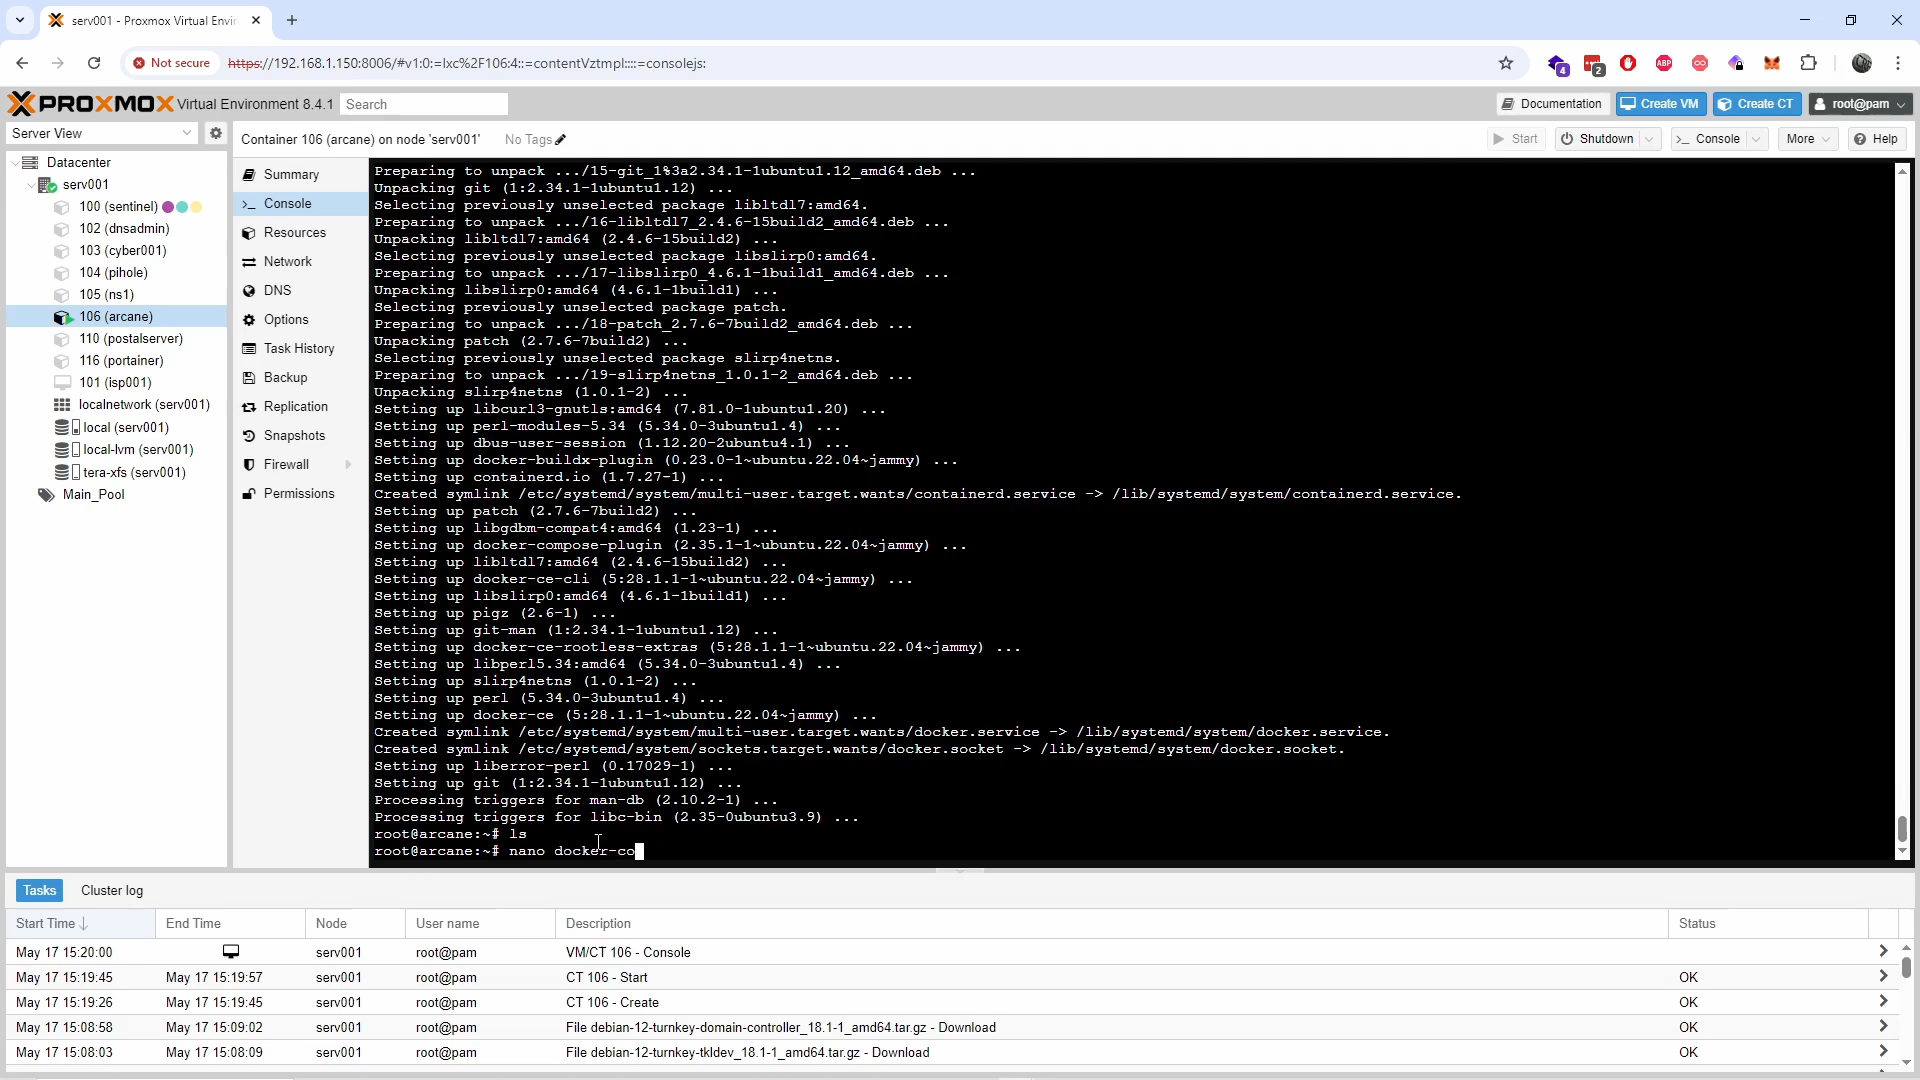 serv001 - Proxmox Virtual Envir
Not secure
https://192.168.1.150:8006/#v1:0:=lxc%2F106:4::=contentVztmpl::::=consolejs:
4
2
ABP
PROXMOX Virtual Environment 8.4.1
Search
Documentation
Create VM
Create CT
root@pam
Server View
Container 106 (arcane) on node 'serv001'
No Tags
Start
Shutdown
Console
More
Help
Datacenter
serv001
100 (sentinel)
102 (dnsadmin)
103 (cyber001)
104 (pihole)
105 (ns1)
106 (arcane)
110 (postalserver)
116 (portainer)
101 (isp001)
localnetwork (serv001)
local (serv001)
local-lvm (serv001)
tera-xfs (serv001)
Main_Pool
Summary
Console
Resources
Network
DNS
Options
Task History
Backup
Replication
Snapshots
Firewall
Permissions
Preparing to unpack .../15-git_1%3a2.34.1-1ubuntu1.12_amd64.deb ...
Unpacking git (1:2.34.1-1ubuntu1.12) ...
Selecting previously unselected package libltdl7:amd64.
Preparing to unpack .../16-libltdl7_2.4.6-15build2_amd64.deb ...
Unpacking libltdl7:amd64 (2.4.6-15build2) ...
Selecting previously unselected package libslirp0:amd64.
Preparing to unpack .../17-libslirp0_4.6.1-1build1_amd64.deb ...
Unpacking libslirp0:amd64 (4.6.1-1build1) ...
Selecting previously unselected package patch.
Preparing to unpack .../18-patch_2.7.6-7build2_amd64.deb ...
Unpacking patch (2.7.6-7build2) ...
Selecting previously unselected package slirp4netns.
Preparing to unpack .../19-slirp4netns_1.0.1-2_amd64.deb ...
Unpacking slirp4netns (1.0.1-2) ...
Setting up libcurl3-gnutls:amd64 (7.81.0-1ubuntu1.20) ...
Setting up perl-modules-5.34 (5.34.0-3ubuntu1.4) ...
Setting up dbus-user-session (1.12.20-2ubuntu4.1) ...
Setting up docker-buildx-plugin (0.23.0-1~ubuntu.22.04~jammy) ...
Setting up containerd.io (1.7.27-1) ...
Created symlink /etc/systemd/system/multi-user.target.wants/containerd.service -> /lib/systemd/system/containerd.service.
Setting up patch (2.7.6-7build2) ...
Setting up libgdbm-compat4:amd64 (1.23-1) ...
Setting up docker-compose-plugin (2.35.1-1~ubuntu.22.04~jammy) ...
Setting up libltdl7:amd64 (2.4.6-15build2) ...
Setting up docker-ce-cli (5:28.1.1-1~ubuntu.22.04~jammy) ...
Setting up libslirp0:amd64 (4.6.1-1build1) ...
Setting up pigz (2.6-1) ...
Setting up git-man (1:2.34.1-1ubuntu1.12) ...
Setting up docker-ce-rootless-extras (5:28.1.1-1~ubuntu.22.04~jammy) ...
Setting up libperl5.34:amd64 (5.34.0-3ubuntu1.4) ...
Setting up slirp4netns (1.0.1-2) ...
Setting up perl (5.34.0-3ubuntu1.4) ...
Setting up docker-ce (5:28.1.1-1~ubuntu.22.04~jammy) ...
Created symlink /etc/systemd/system/multi-user.target.wants/docker.service -> /lib/systemd/system/docker.service.
Created symlink /etc/systemd/system/sockets.target.wants/docker.socket -> /lib/systemd/system/docker.socket.
Setting up liberror-perl (0.17029-1) ...
Setting up git (1:2.34.1-1ubuntu1.12) ...
Processing triggers for man-db (2.10.2-1) ...
Processing triggers for libc-bin (2.35-0ubuntu3.9) ...
root@arcane:~# ls
root@arcane:~# nano docker-co
Tasks
Cluster log
Start Time
End Time
Node
User name
Description
Status
May 17 15:20:00
serv001
root@pam
VM/CT 106 - Console
May 17 15:19:45
May 17 15:19:57
serv001
root@pam
CT 106 - Start
OK
May 17 15:19:26
May 17 15:19:45
serv001
root@pam
CT 106 - Create
OK
May 17 15:08:58
May 17 15:09:02
serv001
root@pam
File debian-12-turnkey-domain-controller_18.1-1_amd64.tar.gz - Download
OK
May 17 15:08:03
May 17 15:08:09
serv001
root@pam
File debian-12-turnkey-tkldev_18.1-1_amd64.tar.gz - Download
OK